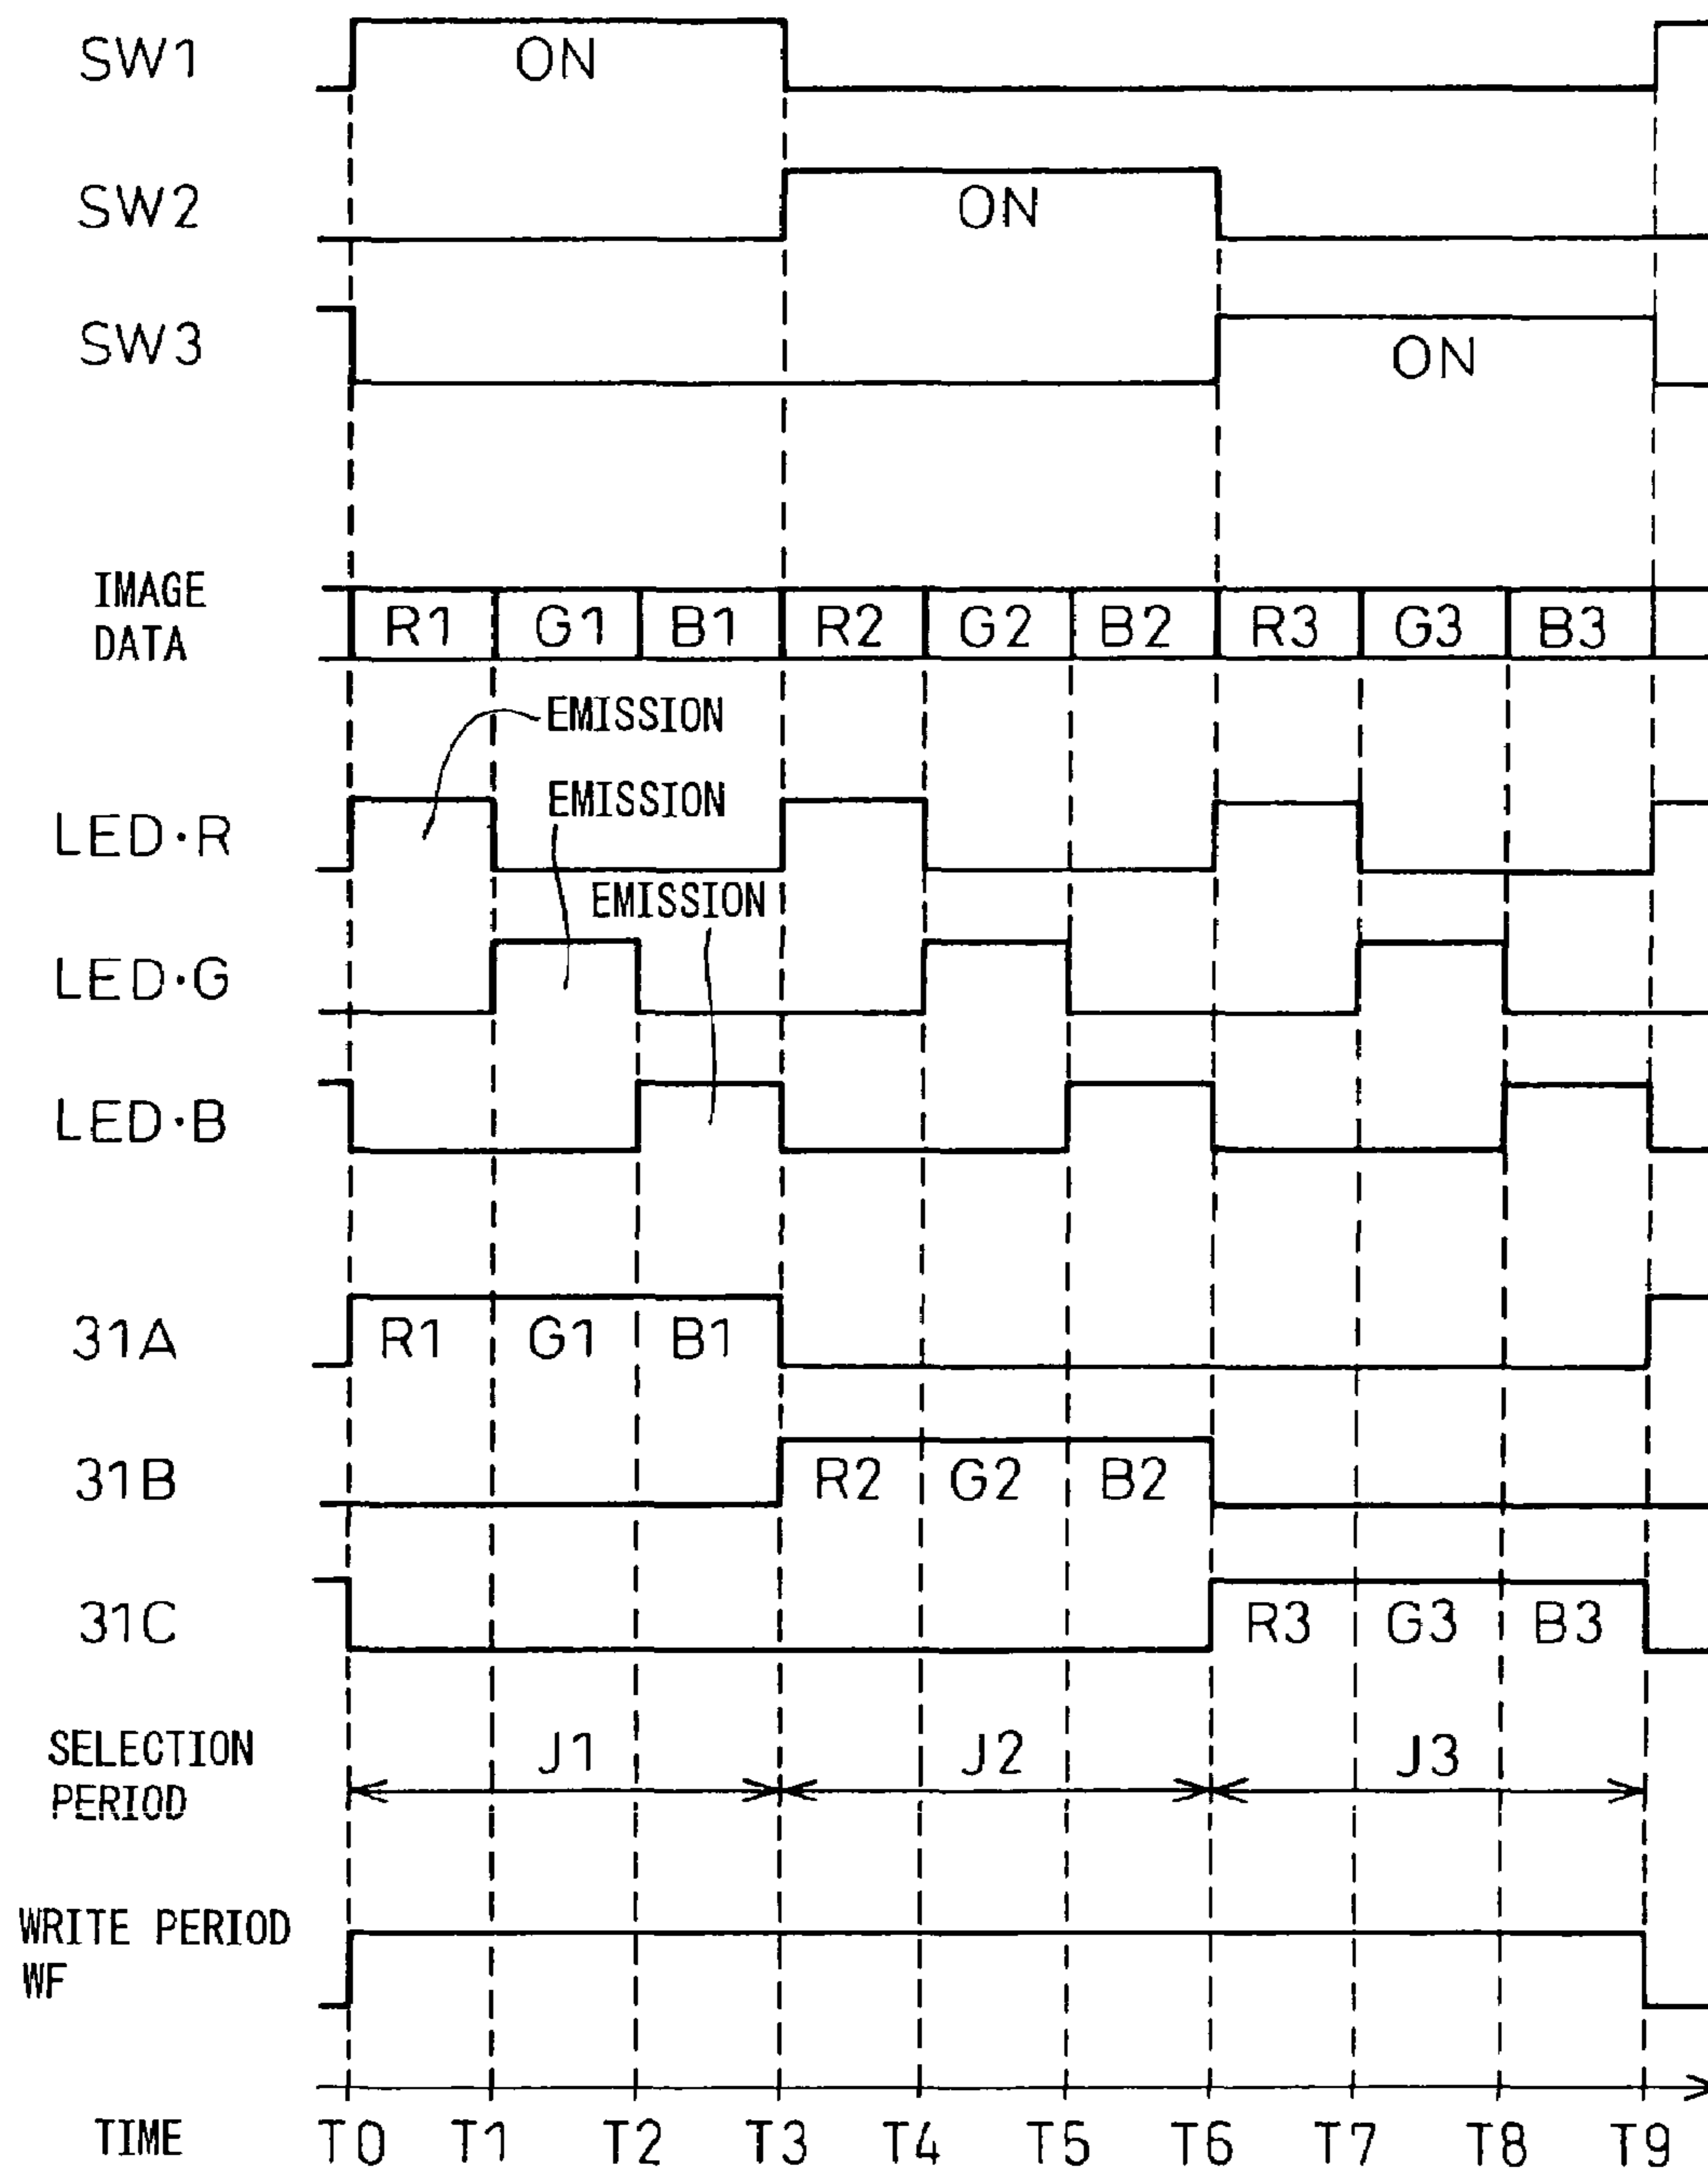 SW1 ON
SW2 ON
SW3 ON
IMAGE
DATA
R1 G1 B1 R2 G2 B2 R3 G3 B3
EMISSION
EMISSION
LED·R
EMISSION
LED·G
LED·B
31A R1 G1 B1
31B R2 G2 B2
31C R3 G3 B3
SELECTION
PERIOD
J1 J2 J3
WRITE PERIOD
WF
TIME T0 T1 T2 T3 T4 T5 T6 T7 T8 T9